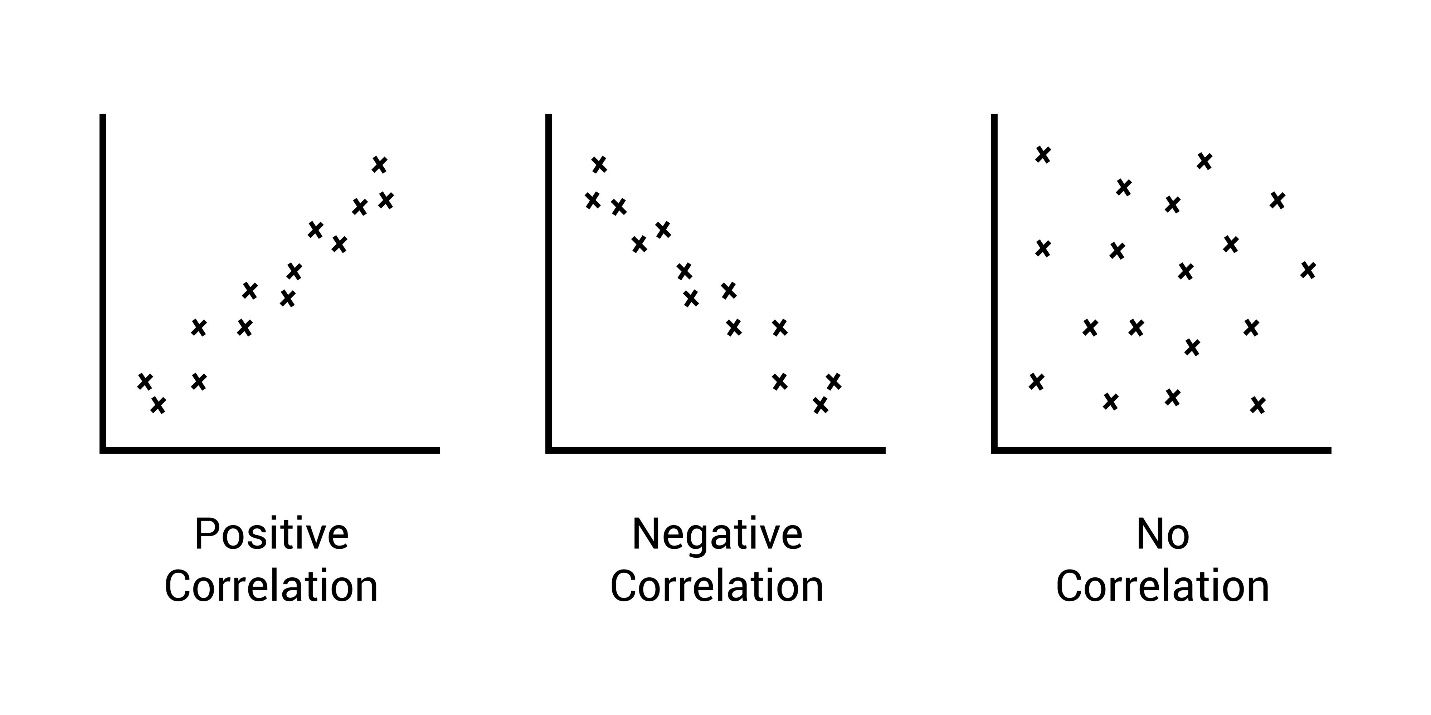 Positive
Correlation
Negative
Correlation
No
Correlation